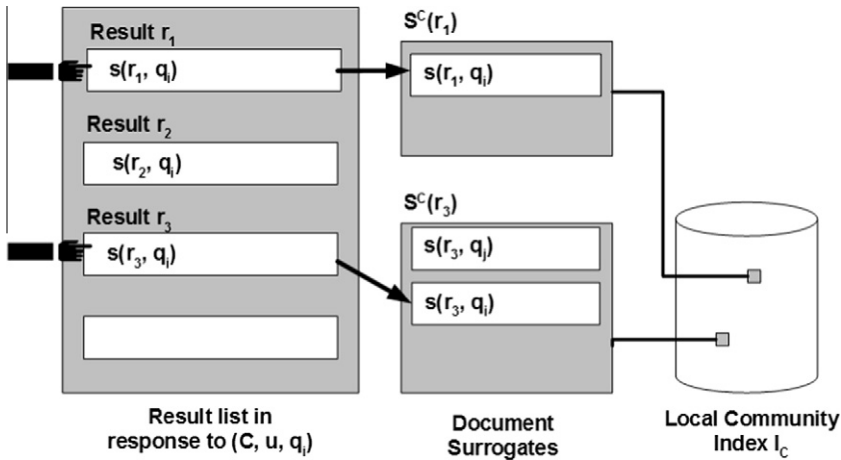 Result r1
s(r1, qi)
Result r2
s(r2, qi)
Result r3
s(r3, qi)
Result list in
response to (C, u, qi)
S^C(r1)
s(r1, qi)
S^C(r3)
s(r3, qj)
s(r3, qi)
Document
Surrogates
Local Community
Index IC